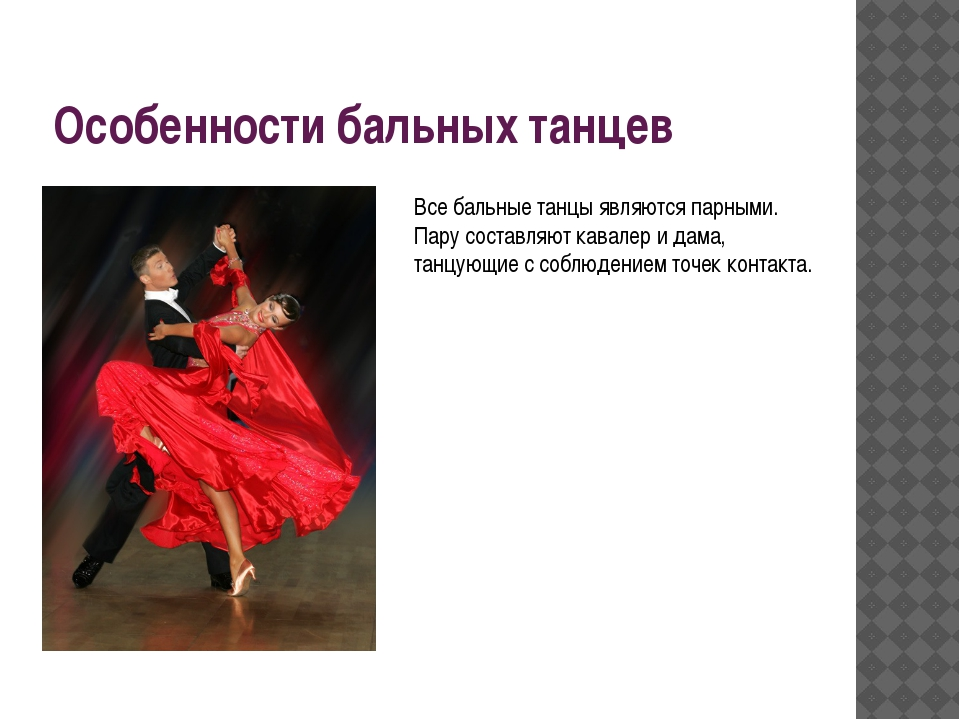 Особенности бальных танцев
Все бальные танцы являются парными.
Пару составляют кавалер и дама,
танцующие с соблюдением точек контакта.